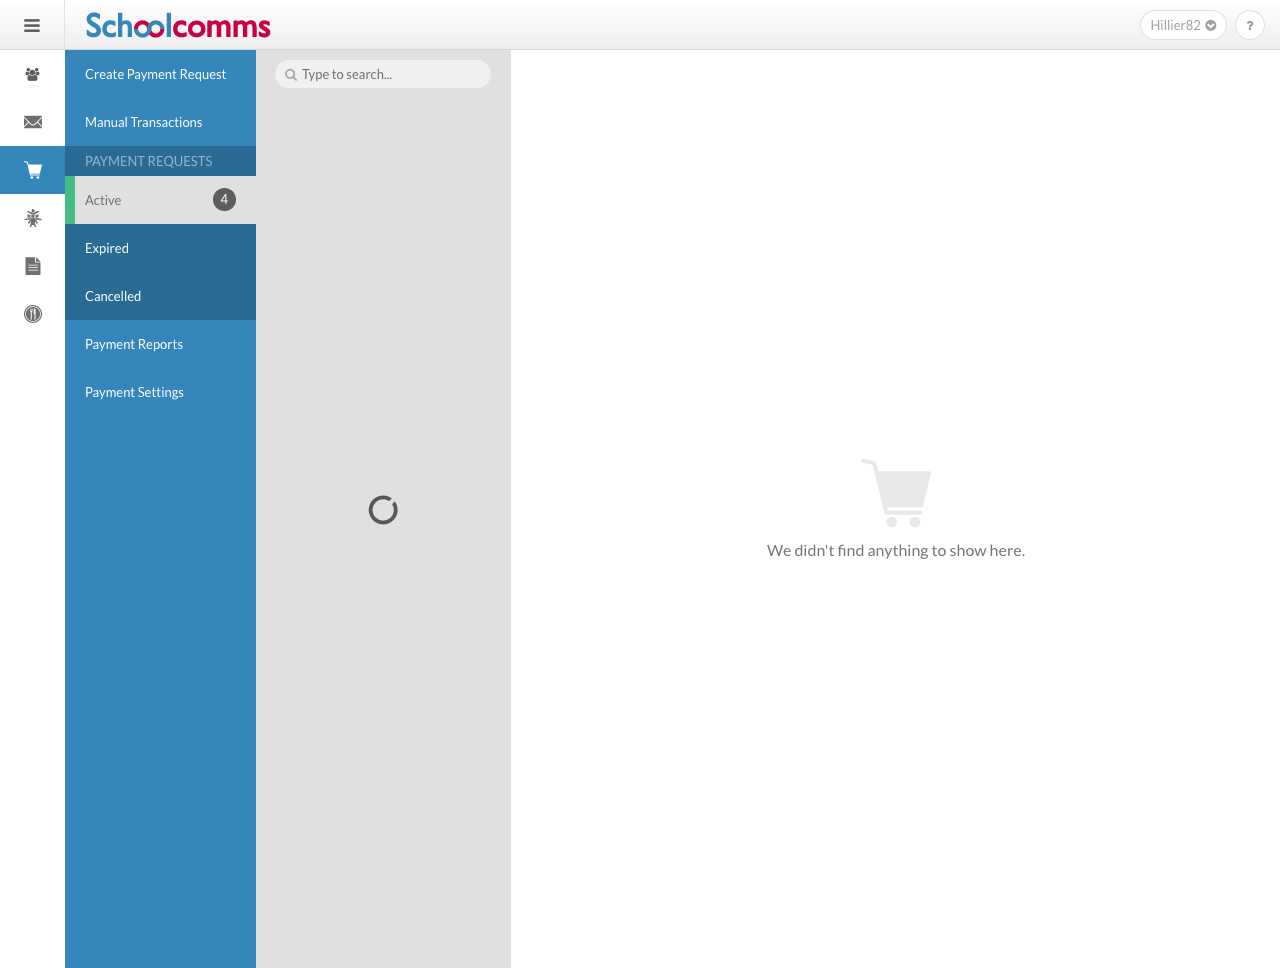 Schoolcomms
Hillier82
?
Create Payment Request
Manual Transactions
PAYMENT REQUESTS
Active 4
Expired
Cancelled
Payment Reports
Payment Settings
Type to search...
We didn't find anything to show here.